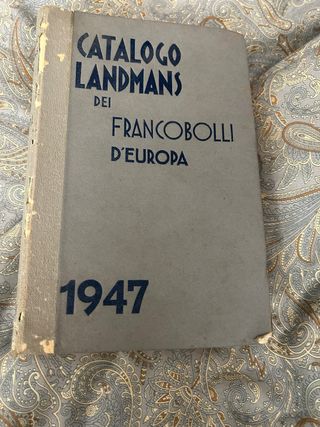 CATALOGO
LANDMANS
DEI
FRANCOBOLLI
D'EUROPA
1947